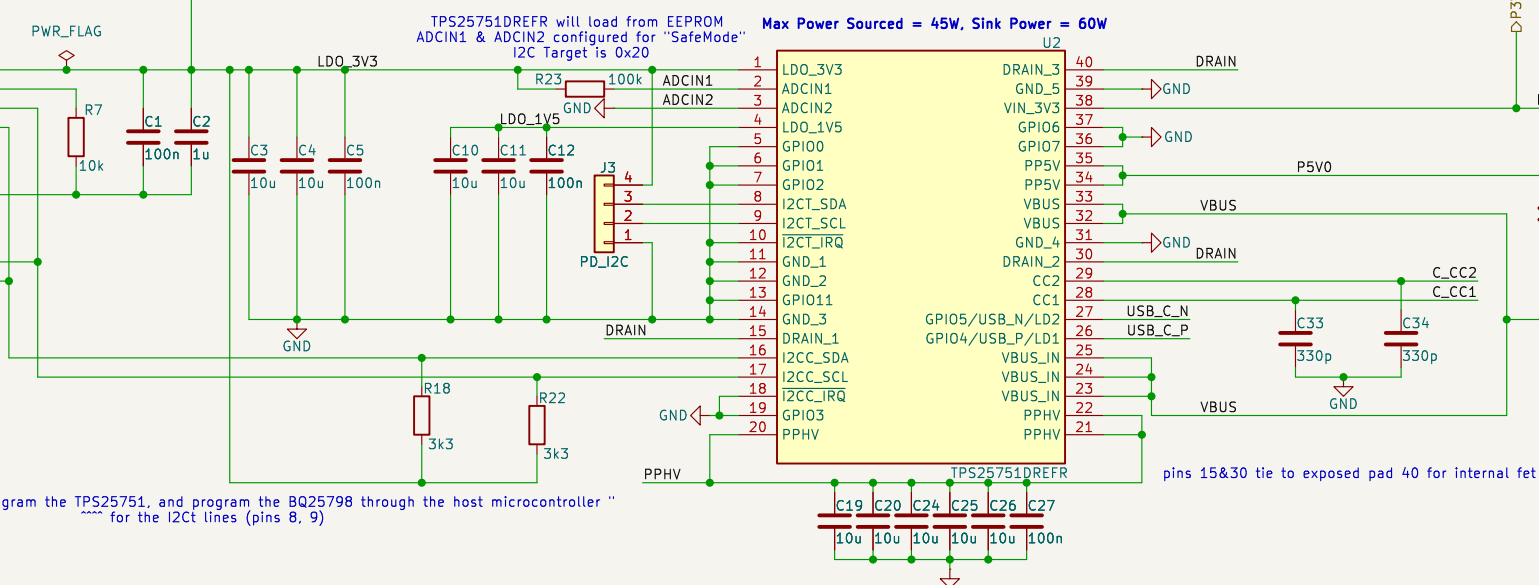 TPS25751DREFR will load from EEPROM
ADCIN1 & ADCIN2 configured for "SafeMode"
I2C Target is 0x20
Max Power Sourced = 45W, Sink Power = 60W
PWR_FLAG
LDO_3V3
R7
10k
C1
100n
C2
1u
C3
10u
C4
10u
C5
100n
R23
100k
ADCIN1
GND
ADCIN2
LDO_1V5
C10
10u
C11
10u
C12
100n
J3
4
3
2
1
PD_I2C
GND
DRAIN
R18
3k3
R22
3k3
GND
PPHV
U2
1 LDO_3V3
2 ADCIN1
3 ADCIN2
4 LDO_1V5
5 GPIO0
6 GPIO1
7 GPIO2
8 I2CT_SDA
9 I2CT_SCL
10 I2CT_IRQ
11 GND_1
12 GND_2
13 GPIO11
14 GND_3
15 DRAIN_1
16 I2CC_SDA
17 I2CC_SCL
18 I2CC_IRQ
19 GPIO3
20 PPHV
DRAIN_3 40
GND_5 39
VIN_3V3 38
GPIO6 37
GPIO7 36
PP5V 35
PP5V 34
VBUS 33
VBUS 32
GND_4 31
DRAIN_2 30
CC2 29
CC1 28
GPIO5/USB_N/LD2 27
GPIO4/USB_P/LD1 26
VBUS_IN 25
VBUS_IN 24
VBUS_IN 23
PPHV 22
PPHV 21
TPS25751DREFR
DRAIN
GND
GND
P5V0
VBUS
GND
DRAIN
C_CC2
C_CC1
USB_C_N
USB_C_P
C33
330p
C34
330p
GND
VBUS
P3
pins 15&30 tie to exposed pad 40 for internal fet
C19
10u
C20
10u
C24
10u
C25
10u
C26
10u
C27
100n
gram the TPS25751, and program the BQ25798 through the host microcontroller "
^^^^ for the I2Ct lines (pins 8, 9)